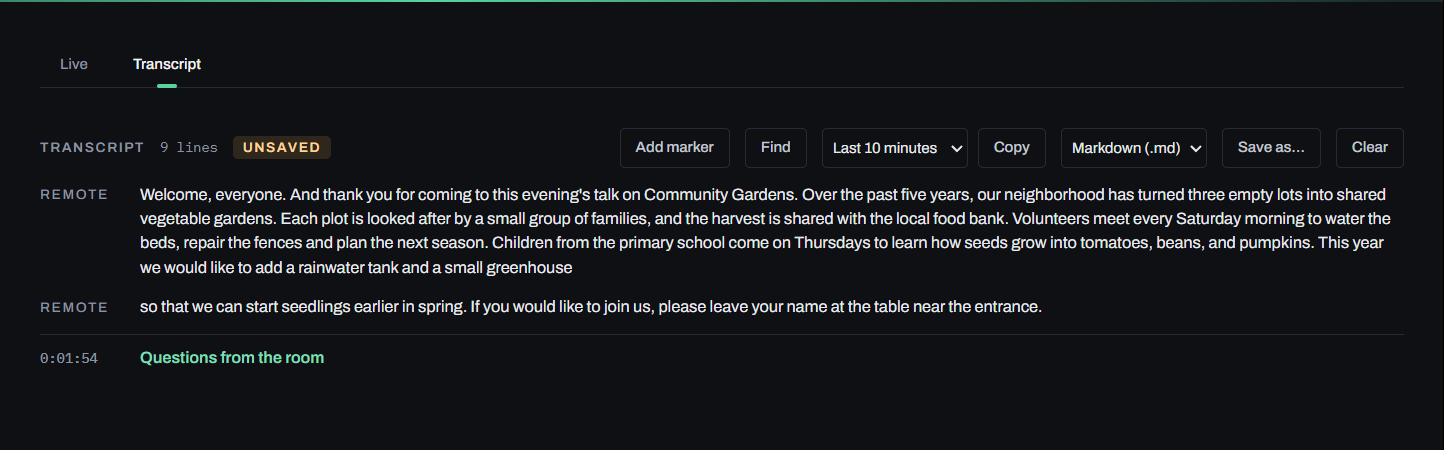 Live
Transcript
TRANSCRIPT 9 lines UNSAVED
Add marker
Find
Last 10 minutes
Copy
Markdown (.md)
Save as...
Clear
REMOTE
Welcome, everyone. And thank you for coming to this evening's talk on Community Gardens. Over the past five years, our neighborhood has turned three empty lots into shared
vegetable gardens. Each plot is looked after by a small group of families, and the harvest is shared with the local food bank. Volunteers meet every Saturday morning to water the
beds, repair the fences and plan the next season. Children from the primary school come on Thursdays to learn how seeds grow into tomatoes, beans, and pumpkins. This year
we would like to add a rainwater tank and a small greenhouse
REMOTE
so that we can start seedlings earlier in spring. If you would like to join us, please leave your name at the table near the entrance.
0:01:54
Questions from the room